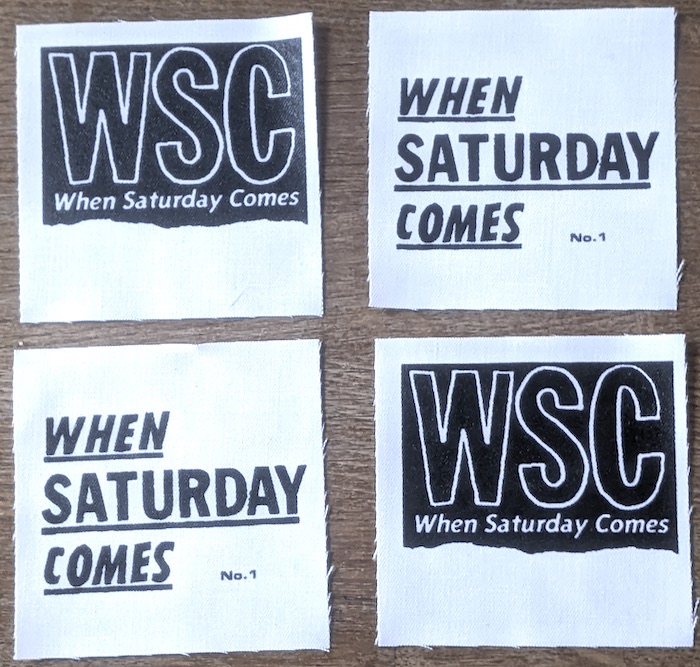 WSC
When Saturday Comes
WHEN
SATURDAY
COMES
No.1
WHEN
SATURDAY
COMES
No.1
WSC
When Saturday Comes